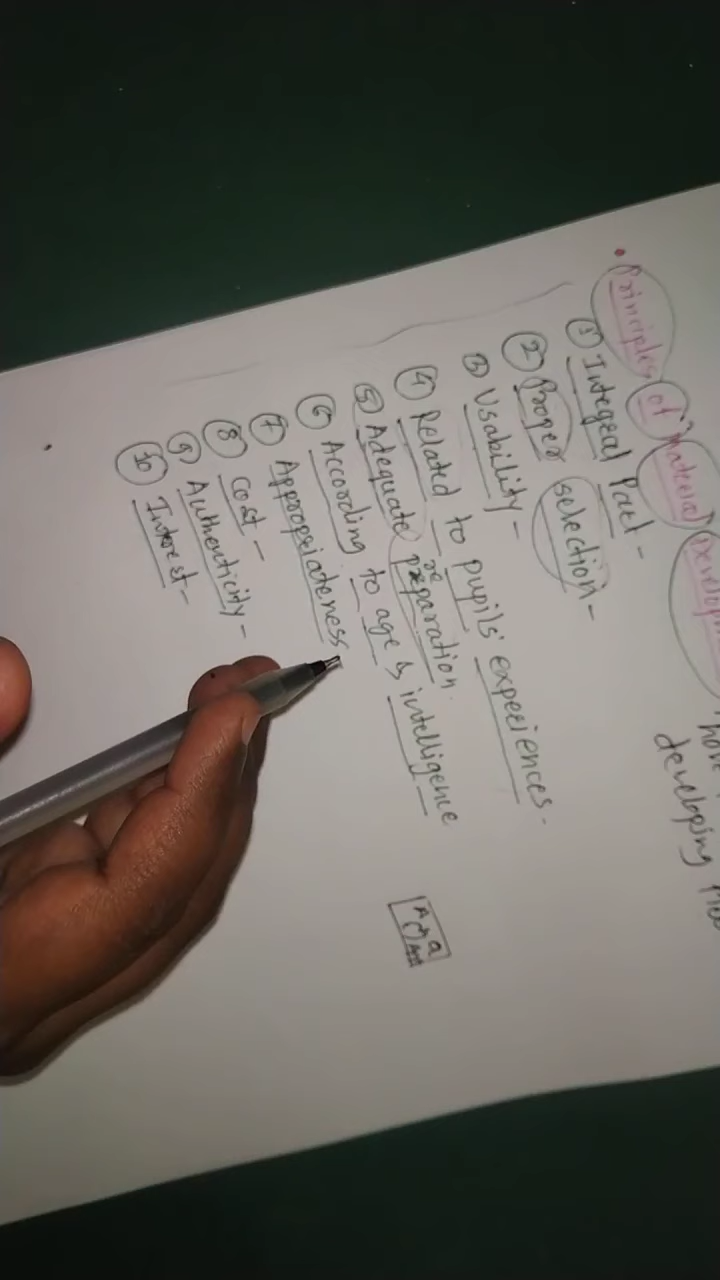 • Principles of Material Develop
① Integral Part -
② Proper selection -
③ Usability -
④ Related to pupils' experiences -
⑤ Adequate preparation.
⑥ According to age & intelligence
⑦ Appropriateness
⑧ Cost -
⑨ Authenticity -
⑩ Interest -
developing